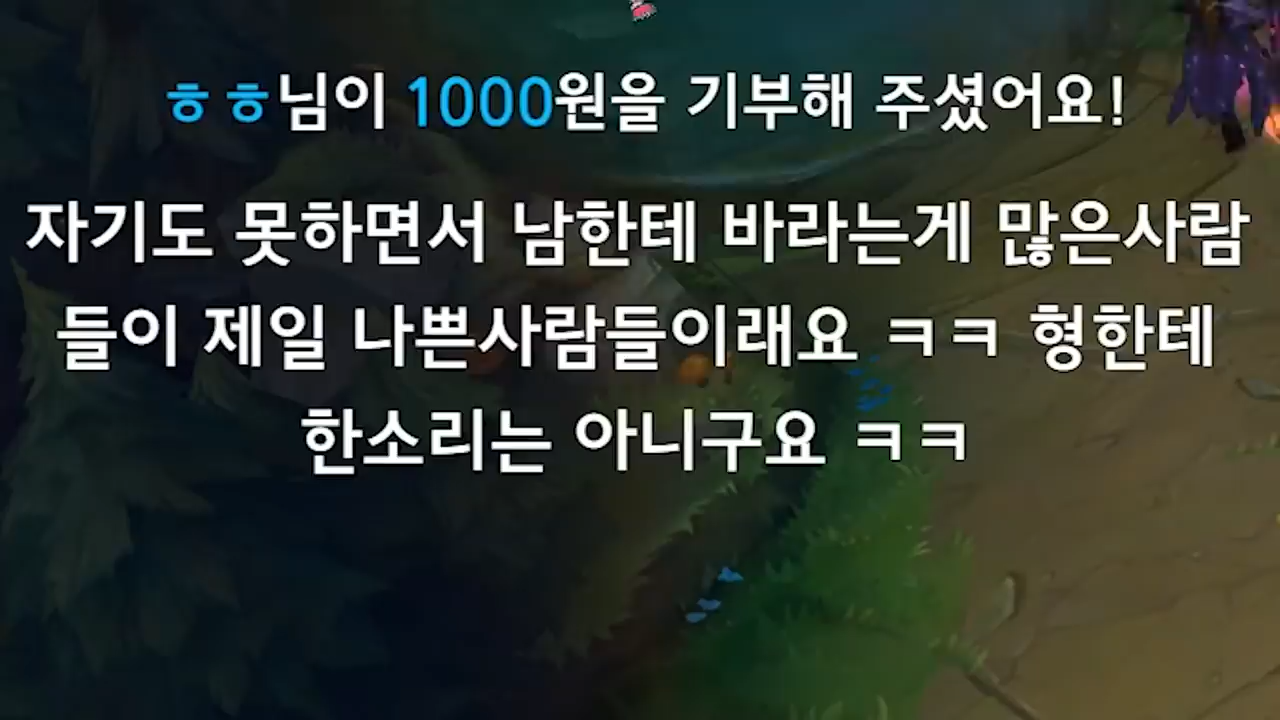 ㅎㅎ님이 1000원을 기부해 주셨어요!
자기도 못하면서 남한테 바라는게 많은사람
들이 제일 나쁜사람들이래요 ㅋㅋ 형한테
한소리는 아니구요 ㅋㅋ